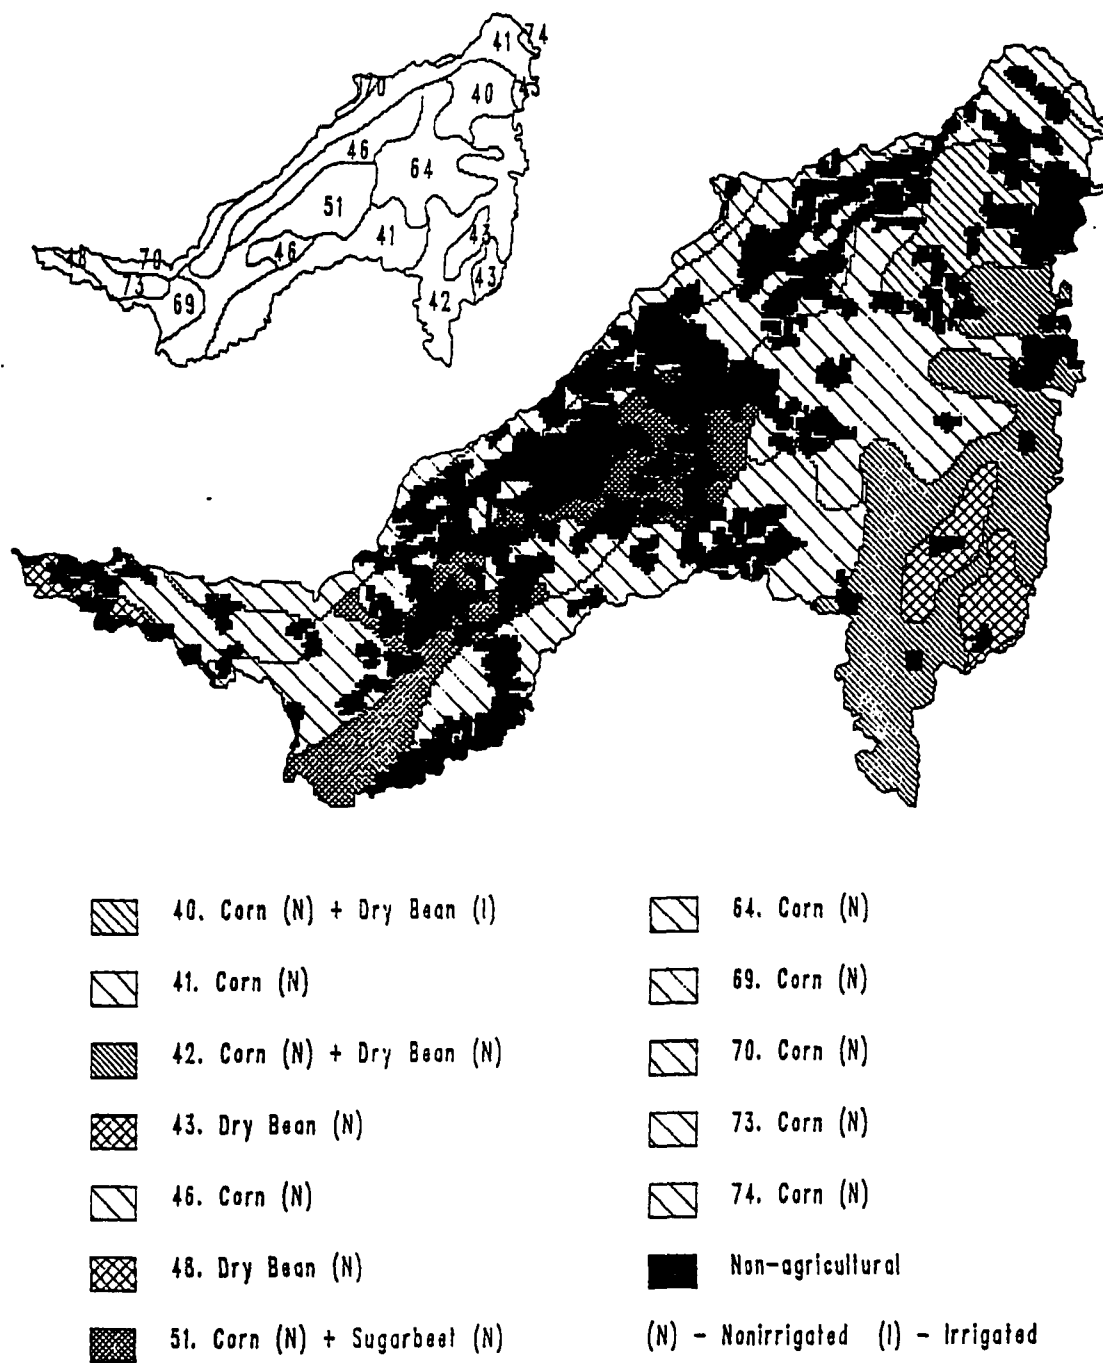 41 74
70 40 43
46
64
51
41 43
48 70 46
73 43
69 42
40. Corn (N) + Dry Bean (I)
41. Corn (N)
42. Corn (N) + Dry Bean (N)
43. Dry Bean (N)
46. Corn (N)
48. Dry Bean (N)
51. Corn (N) + Sugarbeet (N)
64. Corn (N)
69. Corn (N)
70. Corn (N)
73. Corn (N)
74. Corn (N)
Non-agricultural
(N) - Nonirrigated (I) - Irrigated